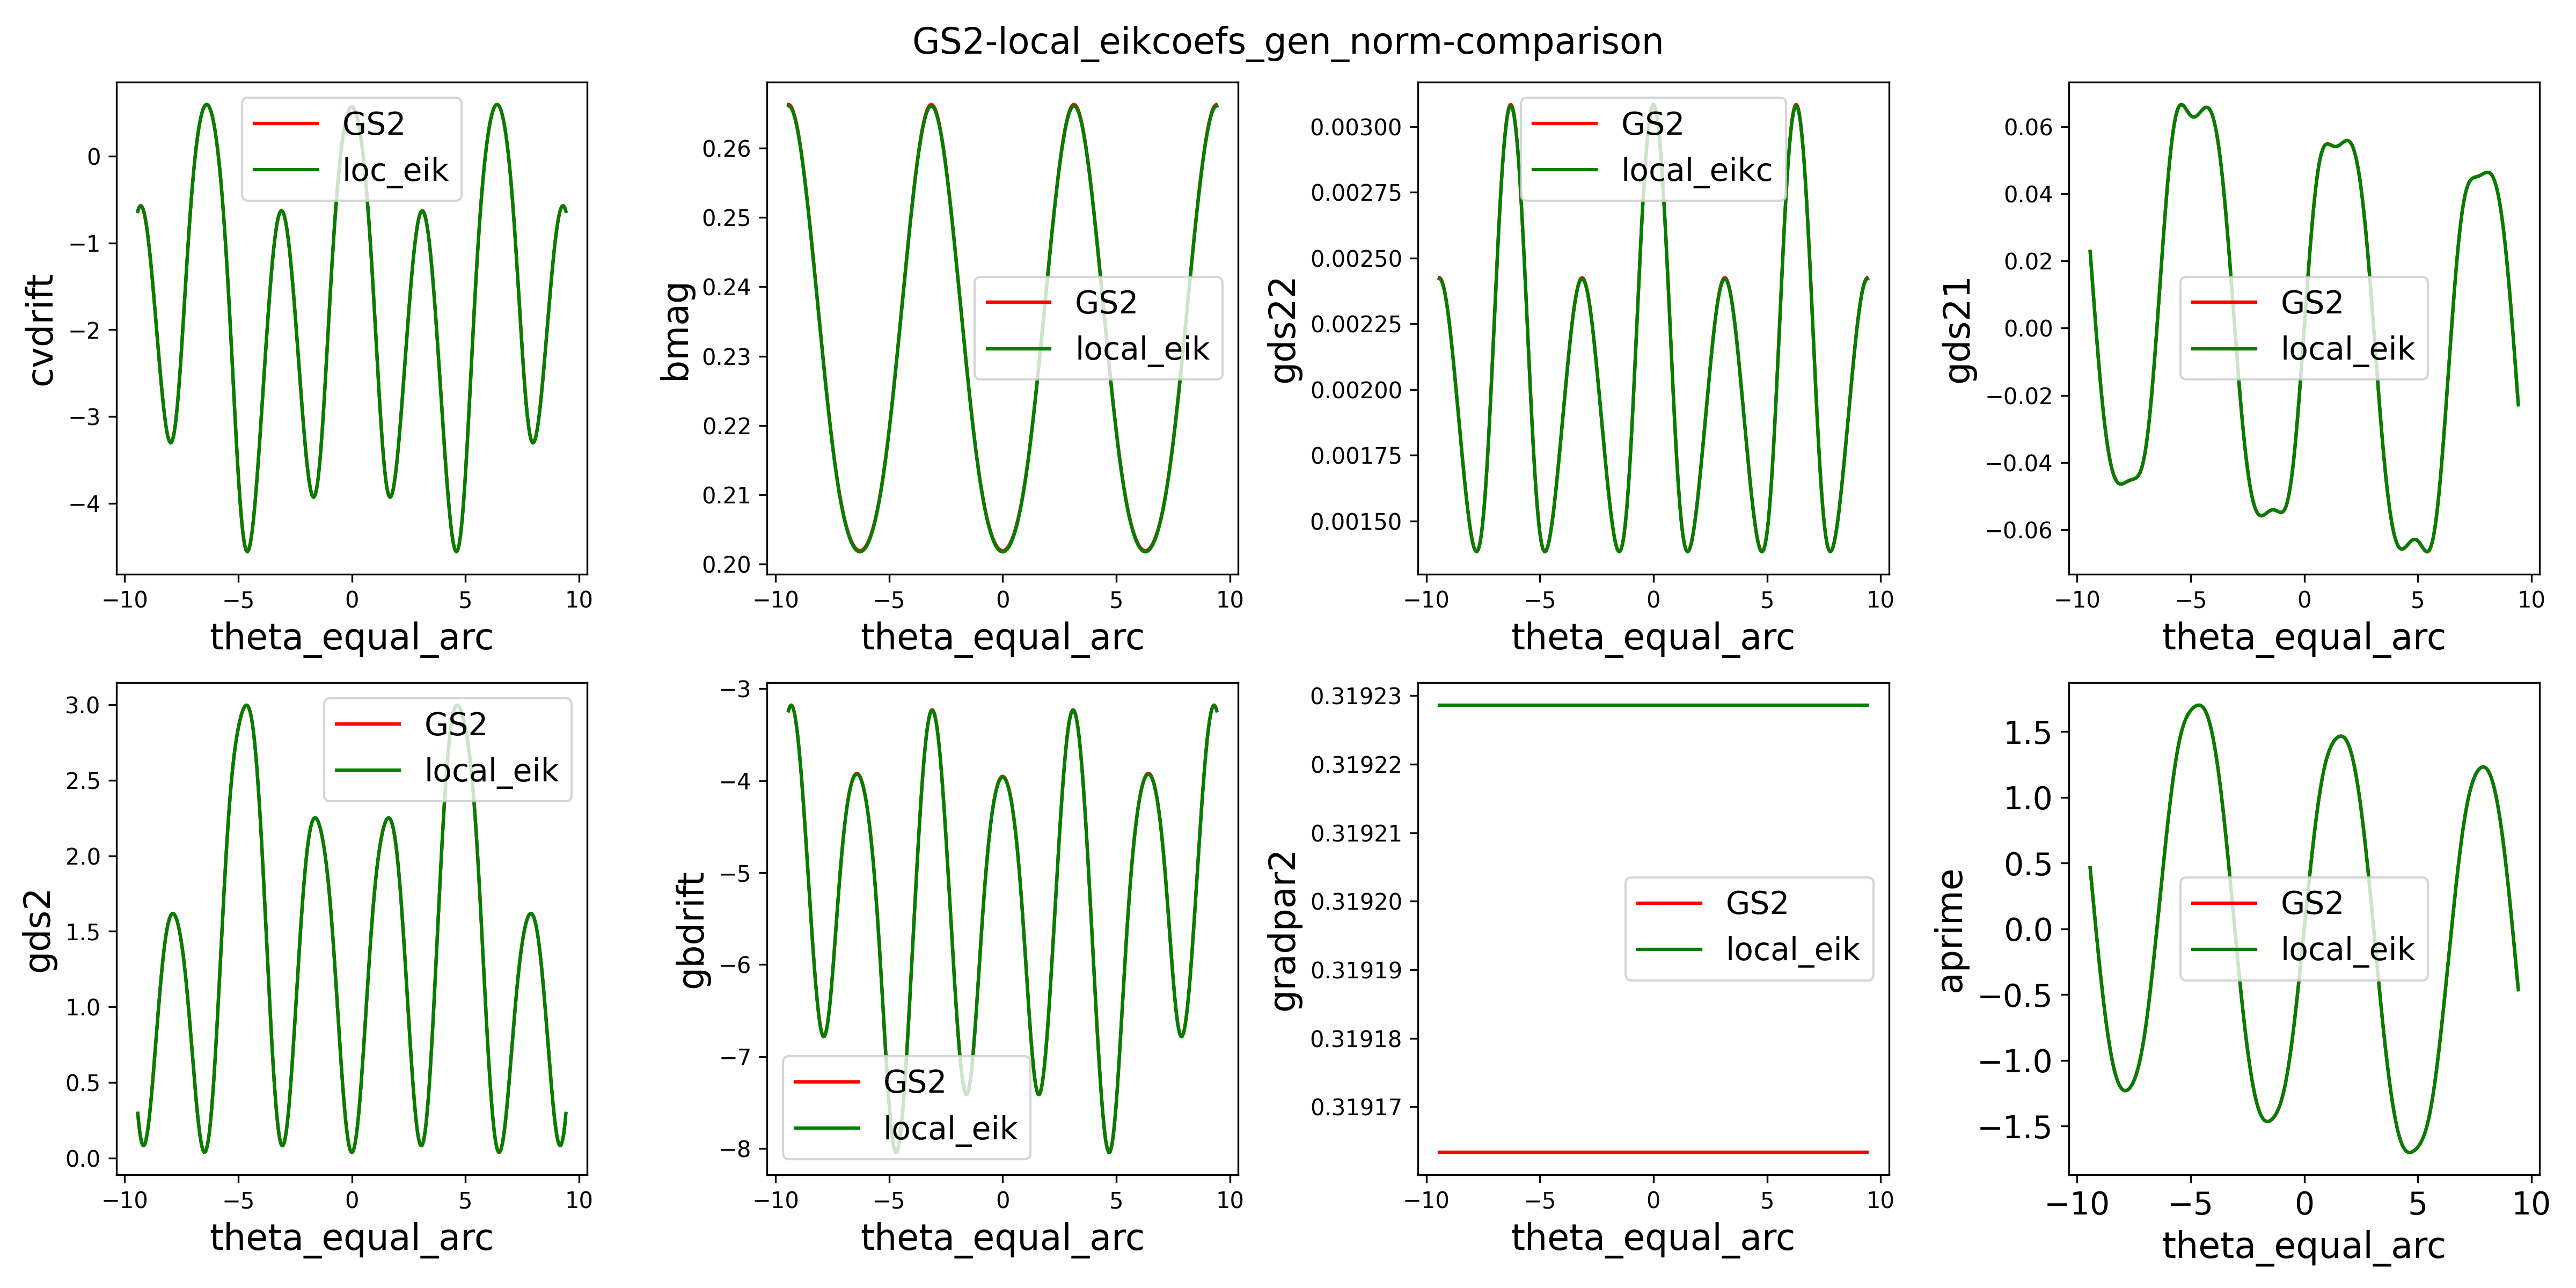 GS2-local_eikcoefs_gen_norm-comparison
cvdrift
0
−1
−2
−3
−4
GS2
loc_eik
−10 −5 0 5 10
theta_equal_arc
bmag
0.26
0.25
0.24
0.23
0.22
0.21
0.20
GS2
local_eik
−10 −5 0 5 10
theta_equal_arc
gds22
0.00300
0.00275
0.00250
0.00225
0.00200
0.00175
0.00150
GS2
local_eikc
−10 −5 0 5 10
theta_equal_arc
gds21
0.06
0.04
0.02
0.00
−0.02
−0.04
−0.06
GS2
local_eik
−10 −5 0 5 10
theta_equal_arc
gds2
3.0
2.5
2.0
1.5
1.0
0.5
0.0
GS2
local_eik
−10 −5 0 5 10
theta_equal_arc
gbdrift
−3
−4
−5
−6
−7
−8
GS2
local_eik
−10 −5 0 5 10
theta_equal_arc
gradpar2
0.31923
0.31922
0.31921
0.31920
0.31919
0.31918
0.31917
GS2
local_eik
−10 −5 0 5 10
theta_equal_arc
aprime
1.5
1.0
0.5
0.0
−0.5
−1.0
−1.5
GS2
local_eik
−10 −5 0 5 10
theta_equal_arc